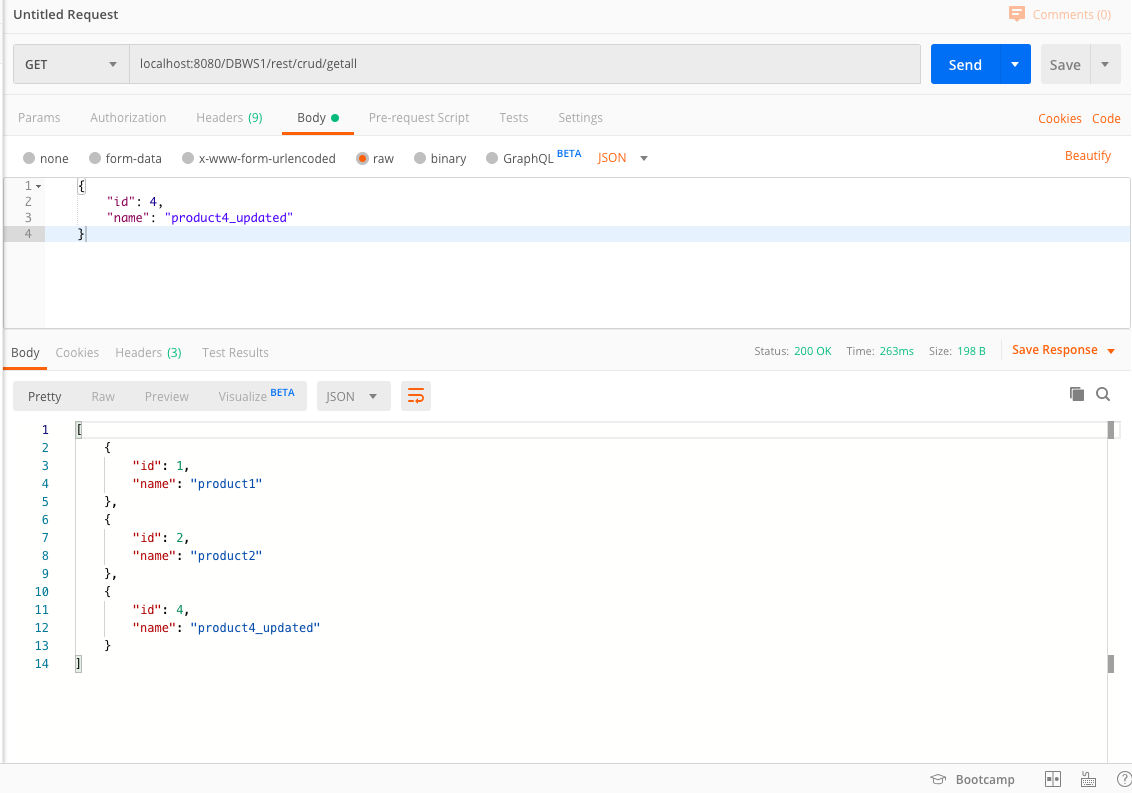 Untitled Request
Comments (0)
GET localhost:8080/DBWS1/rest/crud/getall Send Save
Params Authorization Headers (9) Body Pre-request Script Tests Settings Cookies Code
none form-data x-www-form-urlencoded raw binary GraphQL BETA JSON Beautify
1 {
2 "id": 4,
3 "name": "product4_updated"
4 }
Body Cookies Headers (3) Test Results Status: 200 OK Time: 263ms Size: 198 B Save Response
Pretty Raw Preview Visualize BETA JSON
1 [
2 {
3 "id": 1,
4 "name": "product1"
5 },
6 {
7 "id": 2,
8 "name": "product2"
9 },
10 {
11 "id": 4,
12 "name": "product4_updated"
13 }
14 ]
Bootcamp